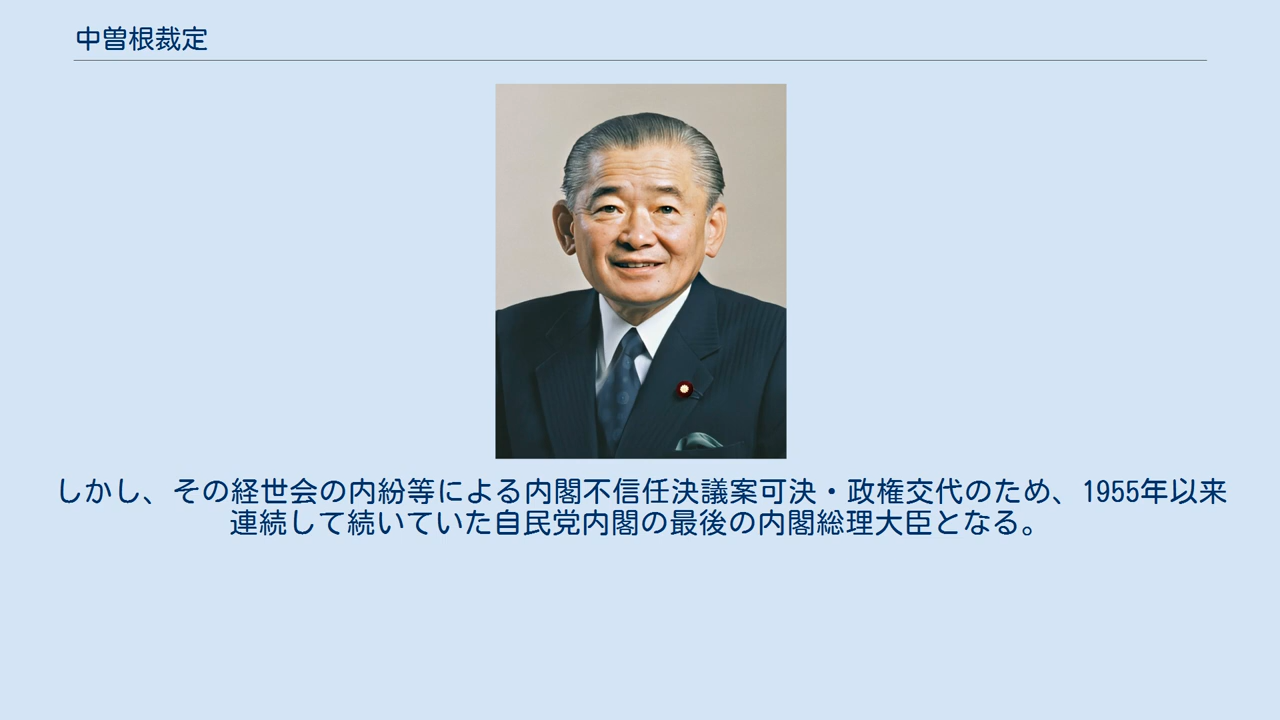 中曽根裁定
しかし、その経世会の内紛等による内閣不信任決議案可決・政権交代のため、1955年以来
連続して続いていた自民党内閣の最後の内閣総理大臣となる。